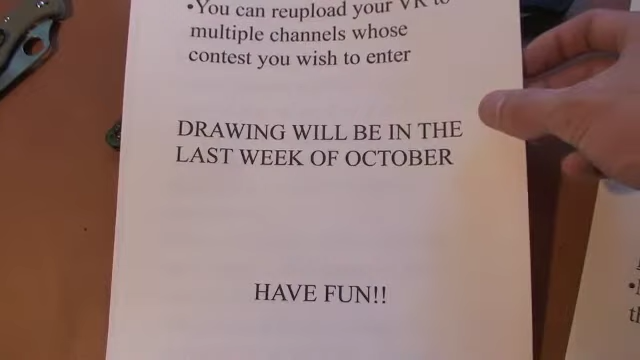 •You can reupload your VR to
multiple channels whose
contest you wish to enter
DRAWING WILL BE IN THE
LAST WEEK OF OCTOBER
HAVE FUN!!